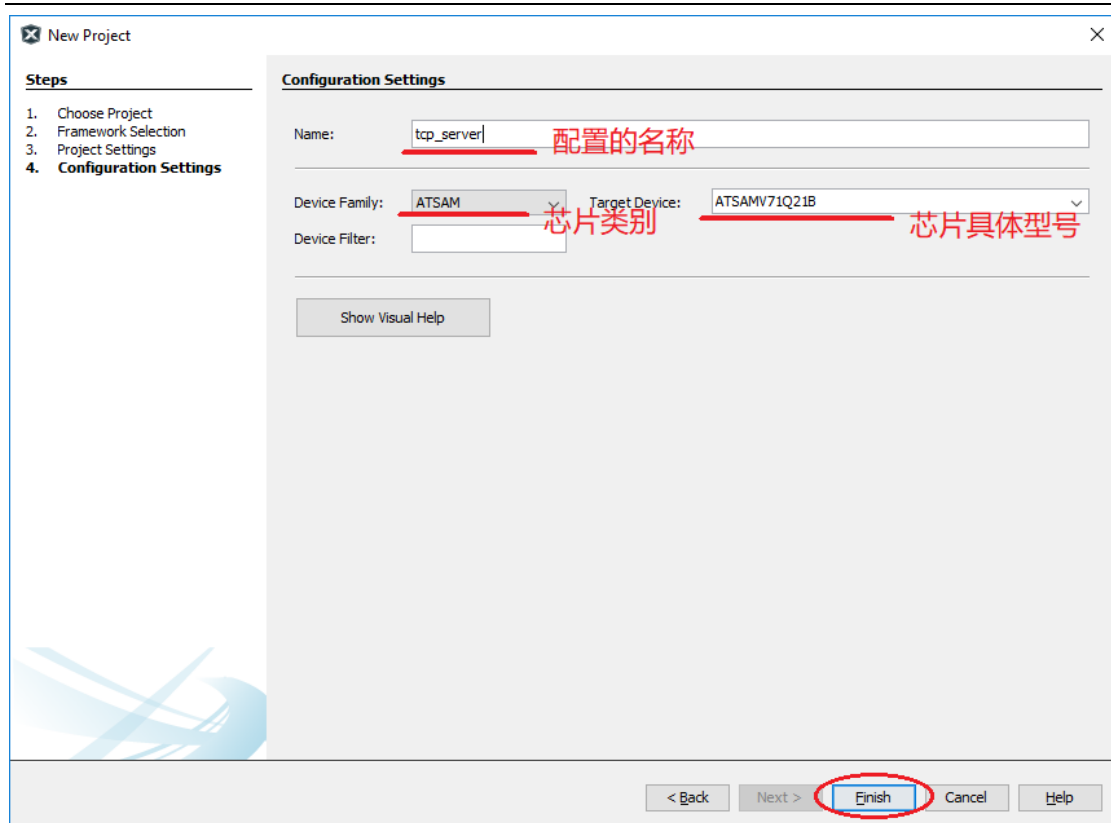 New Project
Steps
1. Choose Project
2. Framework Selection
3. Project Settings
4. Configuration Settings
Configuration Settings
Name: tcp_server 配置的名称
Device Family: ATSAM Target Device: ATSAMV71Q21B
芯片类别 芯片具体型号
Device Filter:
Show Visual Help
< Back Next > Finish Cancel Help